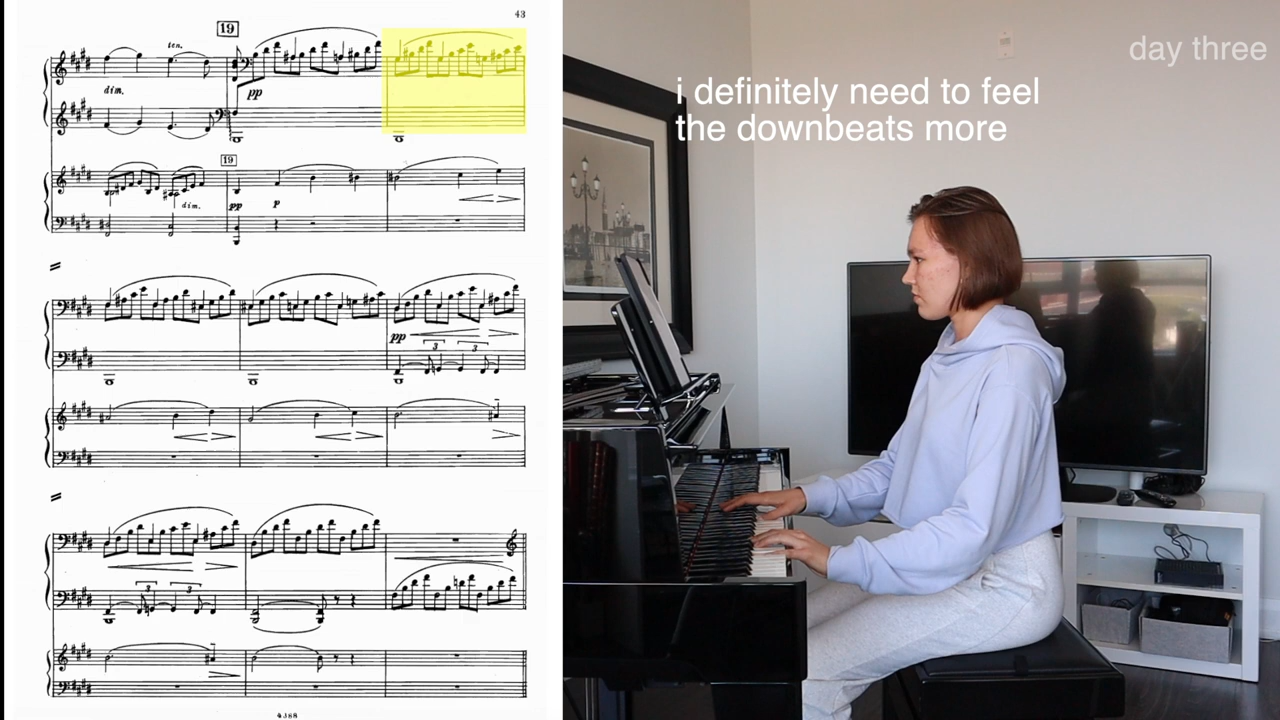 43
19
ten.
dim.
pp
19
dim.
pp
p
pp
3
3
3
3
4388
day three
i definitely need to feel
the downbeats more